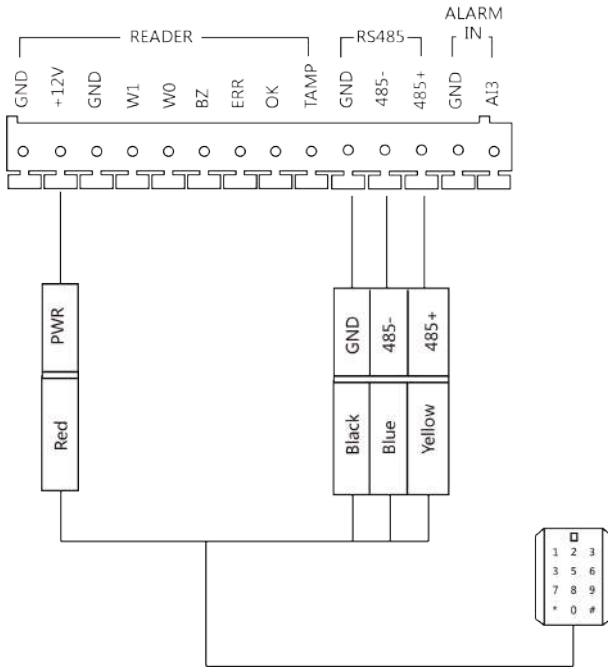 READER RS485 ALARM IN
GND +12V GND W1 W0 BZ ERR OK TAMP GND 485- 485+ GND AI3
PWR GND 485- 485+
Red Black Blue Yellow
1 2 3
3 5 6
7 8 9
* 0 #